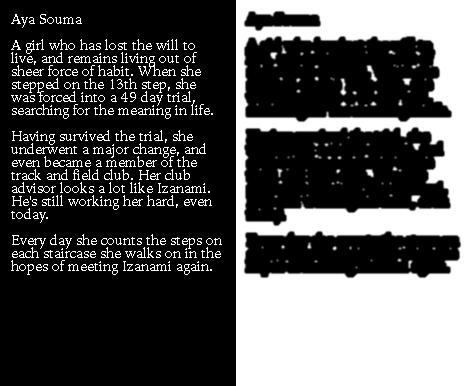 Aya Souma
A girl who has lost the will to
live, and remains living out of
sheer force of habit. When she
stepped on the 13th step, she
was forced into a 49 day trial,
searching for the meaning in life.
Having survived the trial, she
underwent a major change, and
even became a member of the
track and field club. Her club
advisor looks a lot like Izanami.
He's still working her hard, even
today.
Every day she counts the steps on
each staircase she walks on in the
hopes of meeting Izanami again.